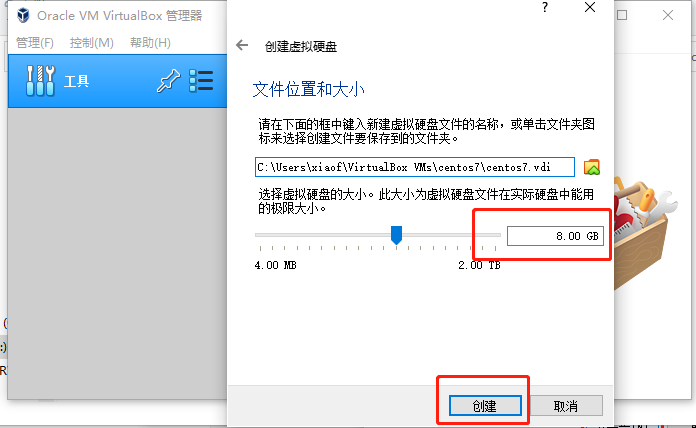 Oracle VM VirtualBox 管理器
管理(F) 控制(M) 帮助(H)
工具
?
创建虚拟硬盘
文件位置和大小
请在下面的框中键入新建虚拟硬盘文件的名称，或单击文件夹图
标来选择创建文件要保存到的文件夹。
C:\Users\xiaof\VirtualBox VMs\centos7\centos7.vdi
选择虚拟硬盘的大小。此大小为虚拟硬盘文件在实际硬盘中能用
的极限大小。
8.00 GB
4.00 MB 2.00 TB
创建 取消